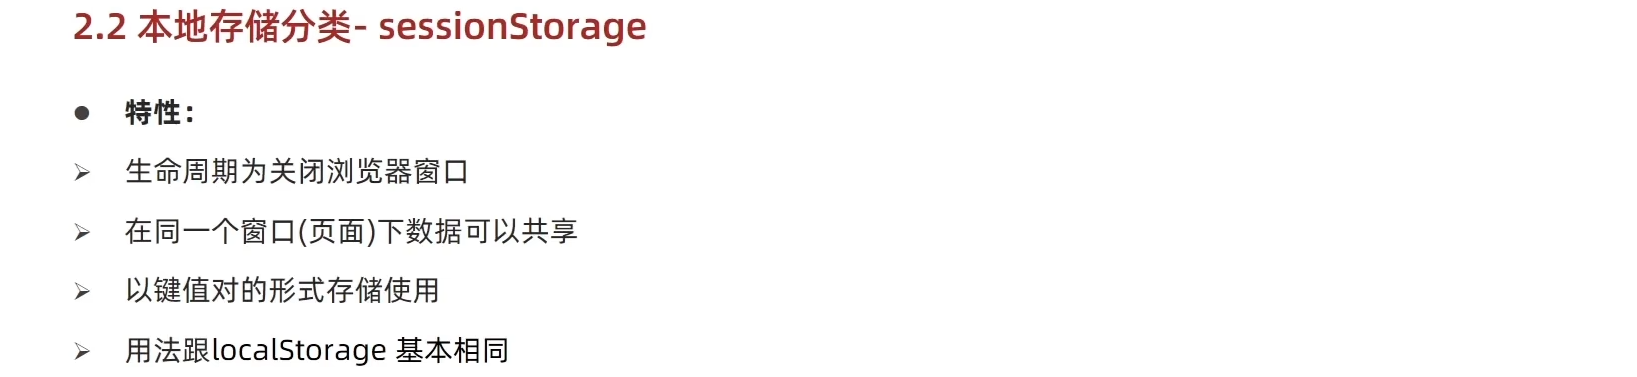 2.2 本地存储分类- sessionStorage
● 特性：
➢ 生命周期为关闭浏览器窗口
➢ 在同一个窗口(页面)下数据可以共享
➢ 以键值对的形式存储使用
➢ 用法跟localStorage 基本相同